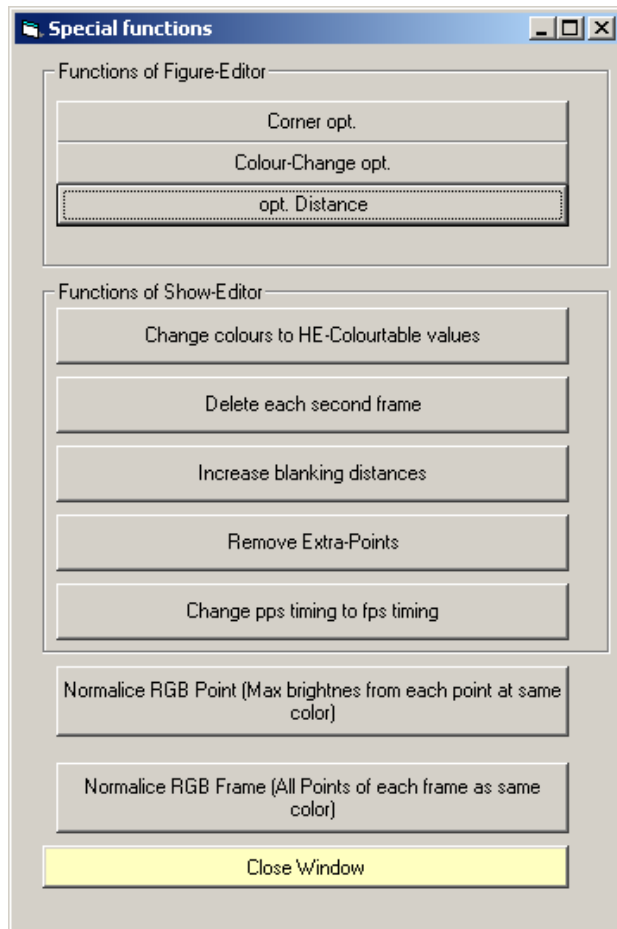 Special functions
Functions of Figure-Editor
Corner opt.
Colour-Change opt.
opt. Distance
Functions of Show-Editor
Change colours to HE-Colourtable values
Delete each second frame
Increase blanking distances
Remove Extra-Points
Change pps timing to fps timing
Normalice RGB Point (Max brightnes from each point at same
color)
Normalice RGB Frame (All Points of each frame as same
color)
Close Window